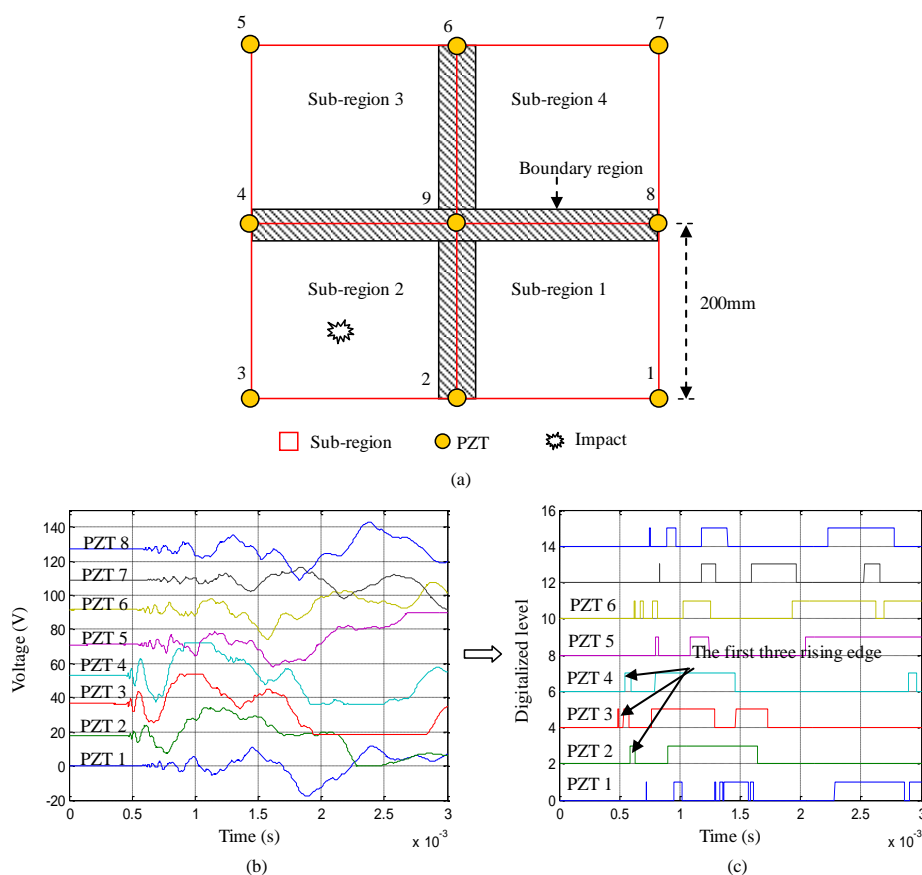 5
6
7
Sub-region 3
Sub-region 4
Boundary region
4
9
8
Sub-region 2
Sub-region 1
200mm
3
2
1
Sub-region
PZT
Impact
(a)
140
120
100
80
60
40
20
0
-20
Voltage (V)
PZT 8
PZT 7
PZT 6
PZT 5
PZT 4
PZT 3
PZT 2
PZT 1
0
0.5
1
1.5
2
2.5
3
Time (s)
x 10⁻³
(b)
16
14
12
10
8
6
4
2
0
Digitalized level
PZT 6
PZT 5
The first three rising edge
PZT 4
PZT 3
PZT 2
PZT 1
0
0.5
1
1.5
2
2.5
3
Time (s)
x 10⁻³
(c)